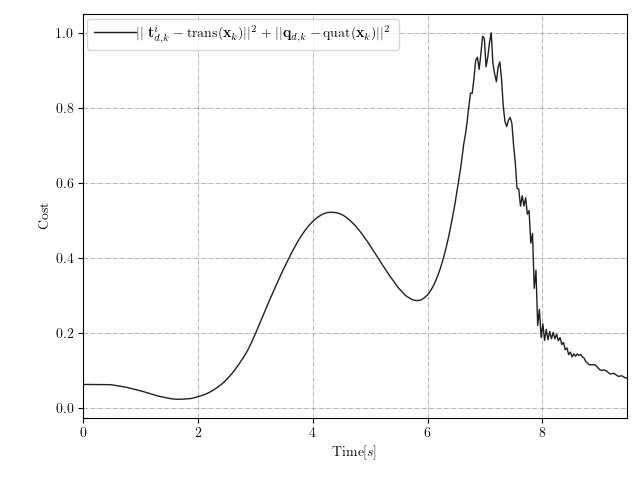 || t^i_{d,k} − trans(x_k)||^2 + ||q_{d,k} − quat(x_k)||^2
1.0
0.8
0.6
0.4
0.2
0.0
Cost
0 2 4 6 8
Time[s]